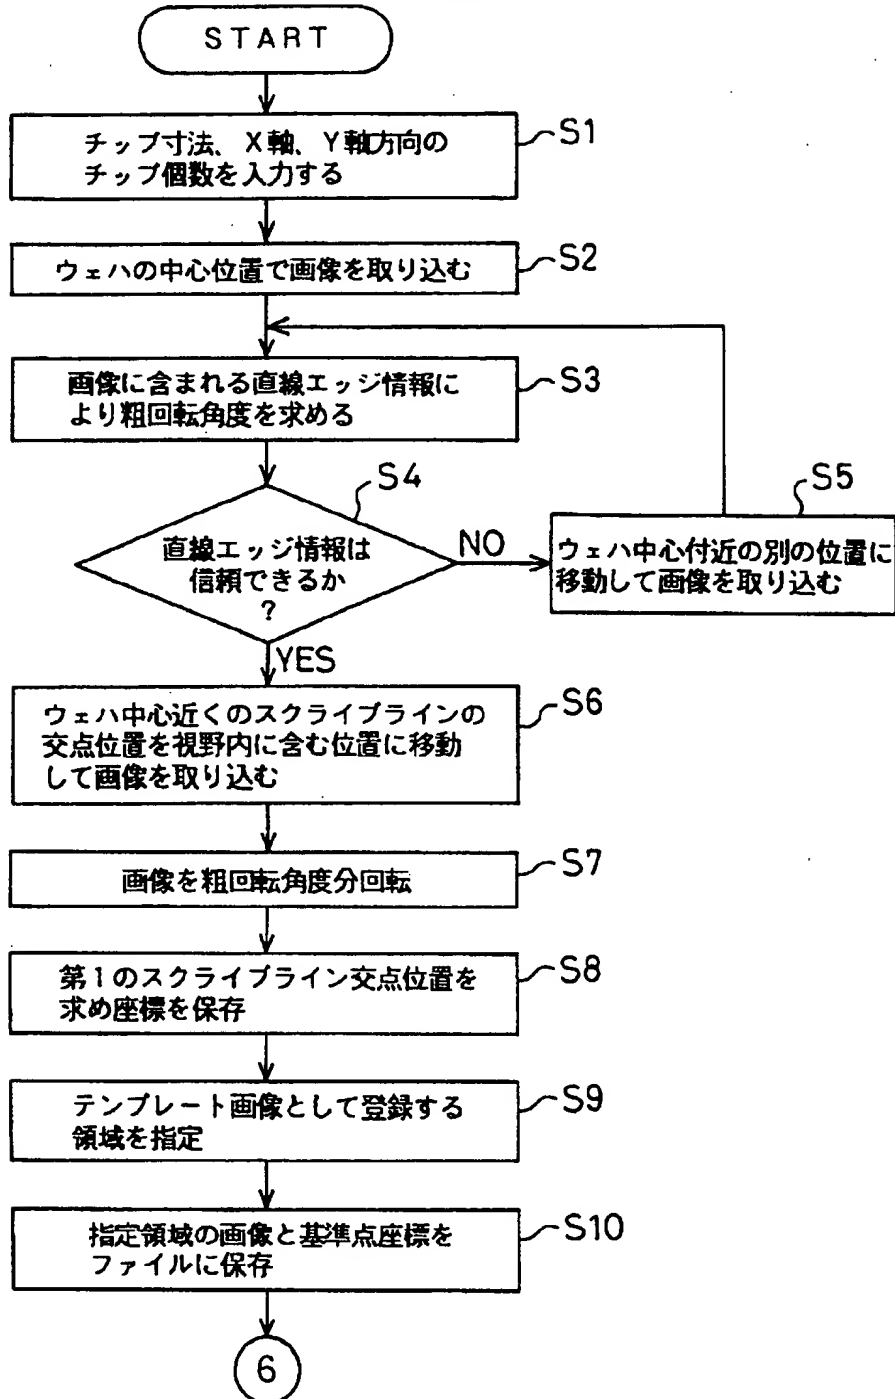 START
チップ寸法、X軸、Y軸方向の
チップ個数を入力する
S1
ウェハの中心位置で画像を取り込む
S2
画像に含まれる直線エッジ情報に
より粗回転角度を求める
S3
直線エッジ情報は
信頼できるか
?
S4
NO
ウェハ中心付近の別の位置に
移動して画像を取り込む
S5
YES
ウェハ中心近くのスクライブラインの
交点位置を視野内に含む位置に移動
して画像を取り込む
S6
画像を粗回転角度分回転
S7
第1のスクライブライン交点位置を
求め座標を保存
S8
テンプレート画像として登録する
領域を指定
S9
指定領域の画像と基準点座標を
ファイルに保存
S10
6